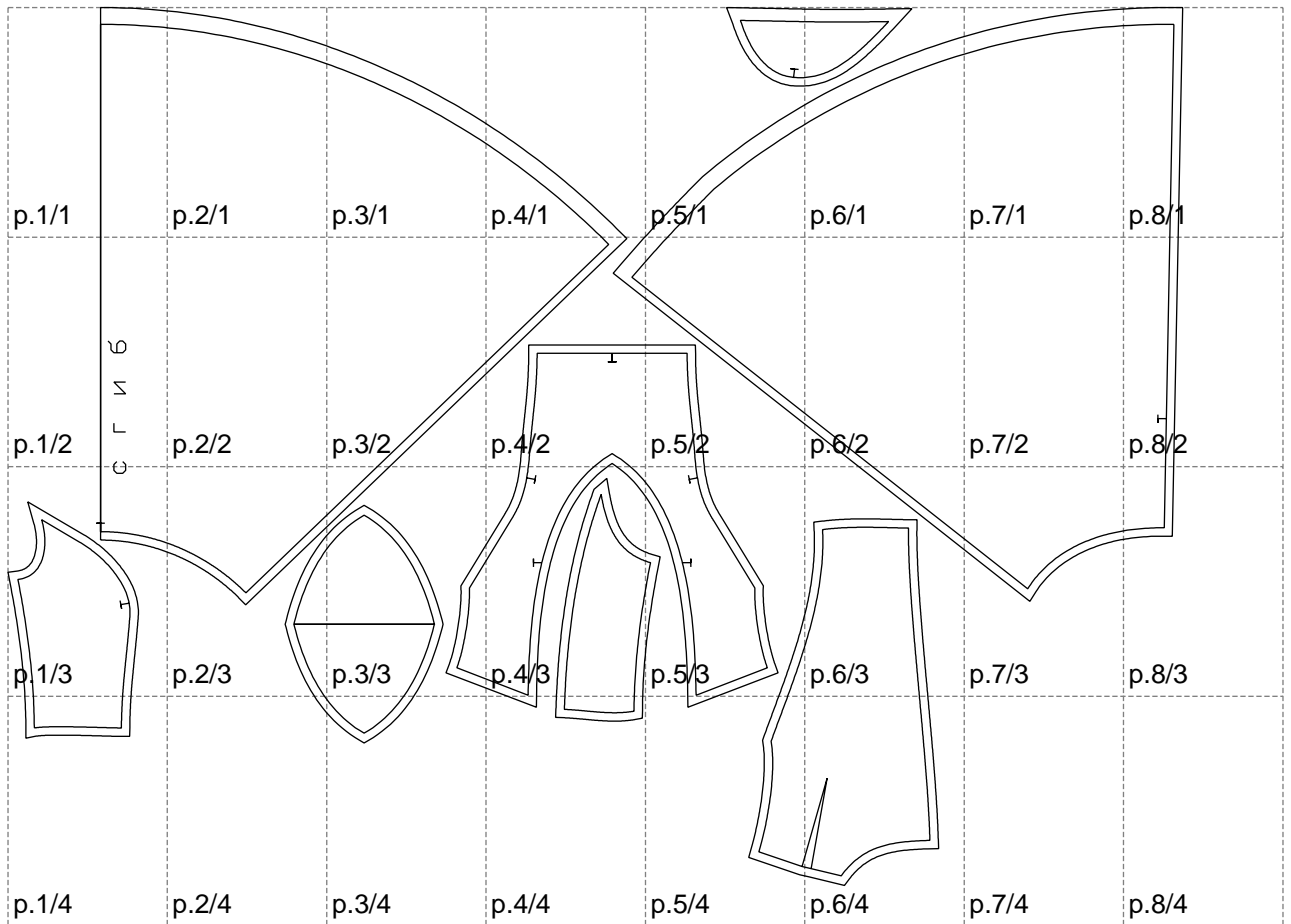 p.1/1 p.2/1 p.3/1 p.4/1 p.5/1 p.6/1 p.7/1 p.8/1
сгиб
p.1/2 p.2/2 p.3/2 p.4/2 p.5/2 p.6/2 p.7/2 p.8/2
p.1/3 p.2/3 p.3/3 p.4/3 p.5/3 p.6/3 p.7/3 p.8/3
p.1/4 p.2/4 p.3/4 p.4/4 p.5/4 p.6/4 p.7/4 p.8/4